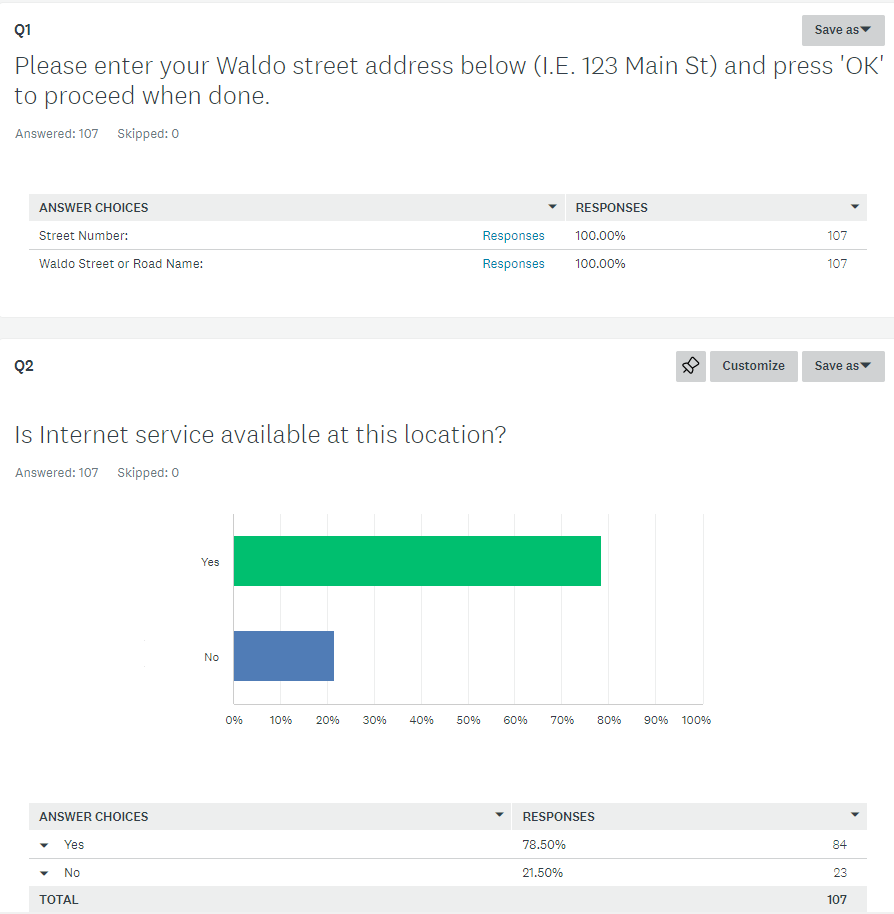 Q1
Save as
Please enter your Waldo street address below (I.E. 123 Main St) and press 'OK'
to proceed when done.
Answered: 107 Skipped: 0
ANSWER CHOICES RESPONSES
Street Number: Responses 100.00% 107
Waldo Street or Road Name: Responses 100.00% 107
Q2
Customize Save as
Is Internet service available at this location?
Answered: 107 Skipped: 0
Yes
No
0% 10% 20% 30% 40% 50% 60% 70% 80% 90% 100%
ANSWER CHOICES RESPONSES
Yes 78.50% 84
No 21.50% 23
TOTAL 107